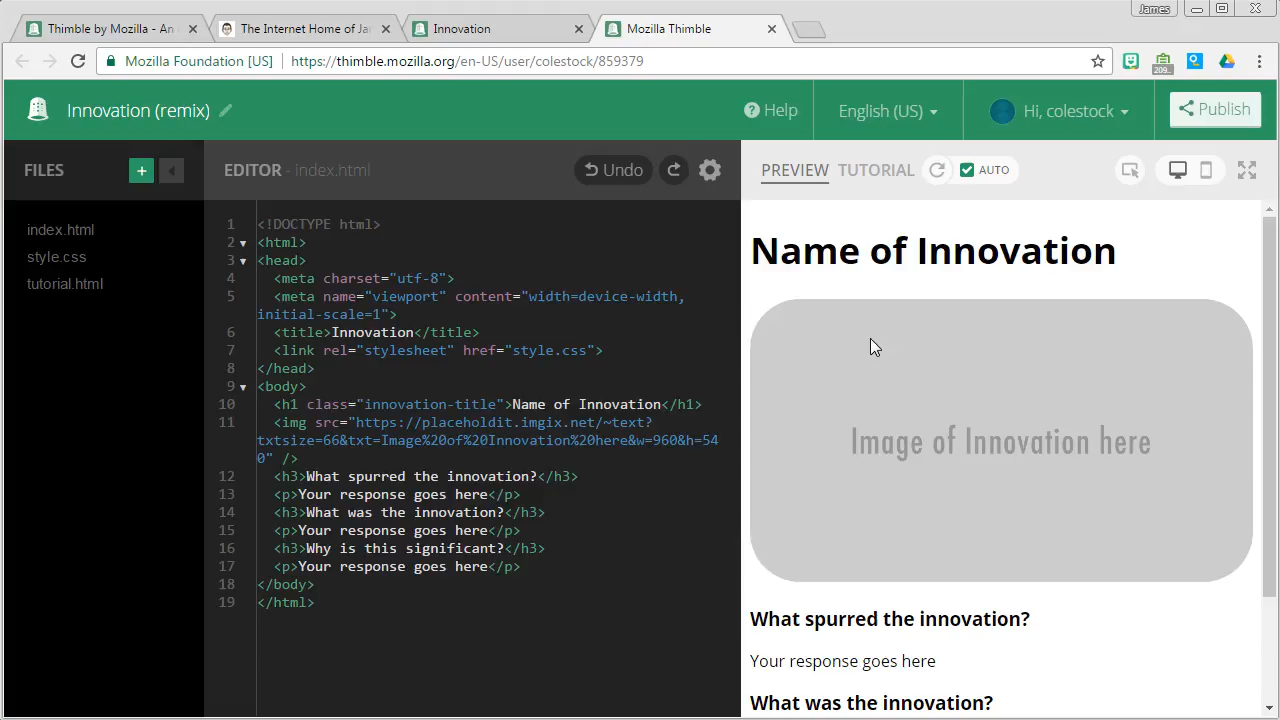 James
Thimble by Mozilla - An
The Internet Home of Ja
Innovation
Mozilla Thimble
Mozilla Foundation [US]
https://thimble.mozilla.org/en-US/user/colestock/859379
209...
Innovation (remix)
Help
English (US)
Hi, colestock
Publish
FILES
EDITOR - index.html
Undo
PREVIEW
TUTORIAL
AUTO
index.html
style.css
tutorial.html
1 <!DOCTYPE html>
2 <html>
3 <head>
4 <meta charset="utf-8">
5 <meta name="viewport" content="width=device-width,
initial-scale=1">
6 <title>Innovation</title>
7 <link rel="stylesheet" href="style.css">
8 </head>
9 <body>
10 <h1 class="innovation-title">Name of Innovation</h1>
11 <img src="https://placeholdit.imgix.net/~text?
txtsize=66&txt=Image%20of%20Innovation%20here&w=960&h=54
0" />
12 <h3>What spurred the innovation?</h3>
13 <p>Your response goes here</p>
14 <h3>What was the innovation?</h3>
15 <p>Your response goes here</p>
16 <h3>Why is this significant?</h3>
17 <p>Your response goes here</p>
18 </body>
19 </html>
Name of Innovation
Image of Innovation here
What spurred the innovation?
Your response goes here
What was the innovation?